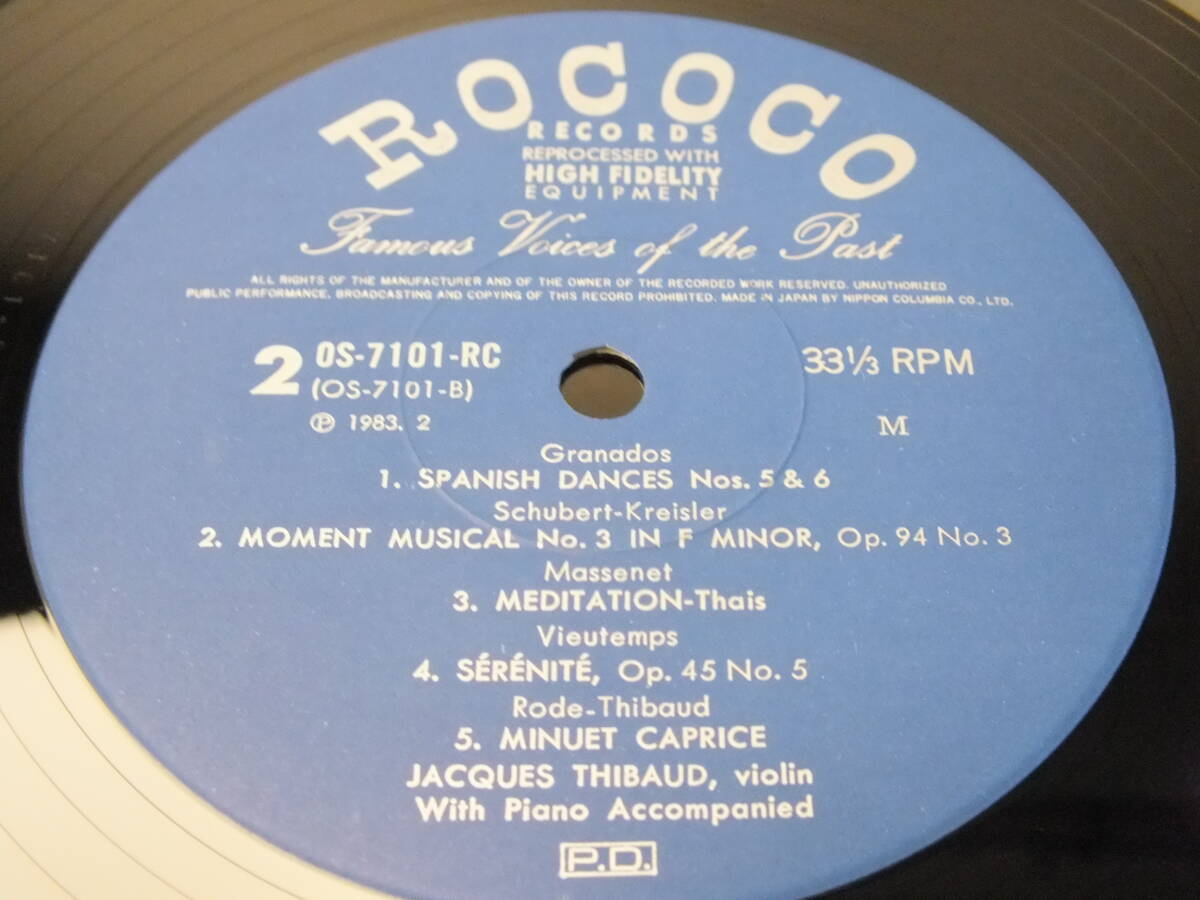 ROCOCO
RECORDS
REPROCESSED WITH
HIGH FIDELITY
EQUIPMENT
Famous Voices of the Past
ALL RIGHTS OF THE MANUFACTURER AND OF THE OWNER OF THE RECORDED WORK RESERVED. UNAUTHORIZED
PUBLIC PERFORMANCE, BROADCASTING AND COPYING OF THIS RECORD PROHIBITED. MADE IN JAPAN BY NIPPON COLUMBIA CO., LTD.
2 OS-7101-RC 33 1/3 RPM
(OS-7101-B)
Ⓟ 1983. 2 M
Granados
1. SPANISH DANCES Nos. 5 & 6
Schubert-Kreisler
2. MOMENT MUSICAL No. 3 IN F MINOR, Op. 94 No. 3
Massenet
3. MEDITATION-Thais
Vieutemps
4. SÉRÉNITÉ, Op. 45 No. 5
Rode-Thibaud
5. MINUET CAPRICE
JACQUES THIBAUD, violin
With Piano Accompanied
P.D.